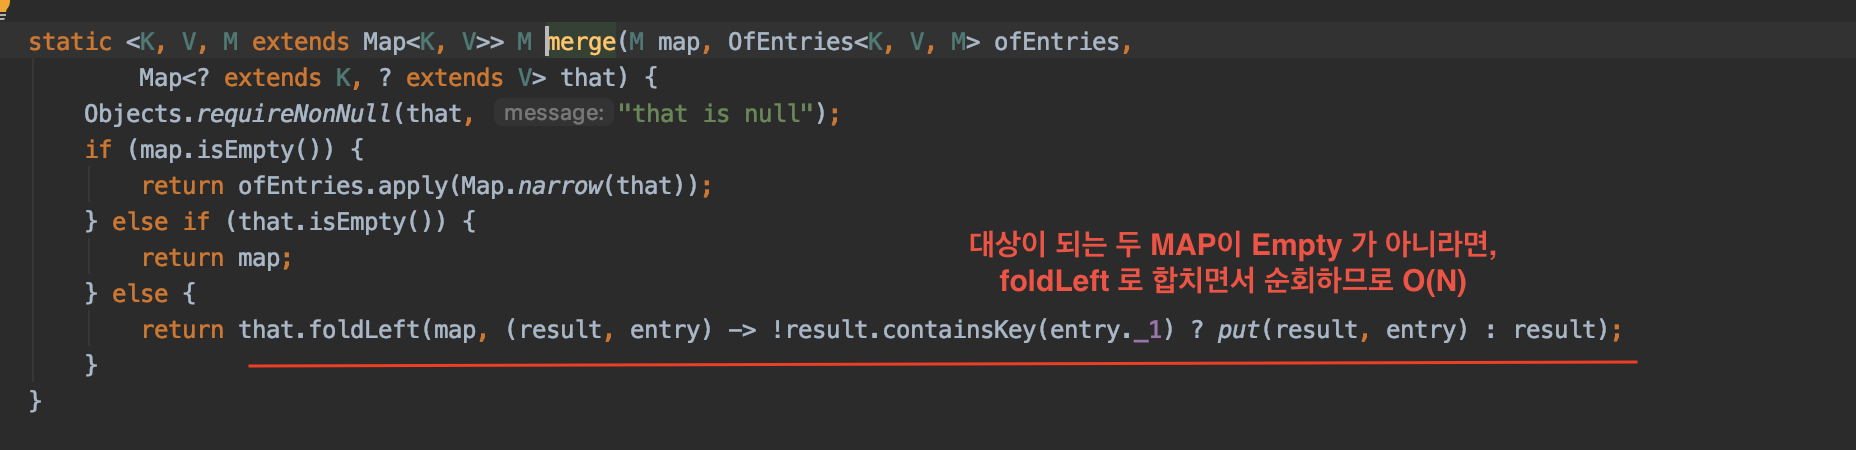 static <K, V, M extends Map<K, V>> M merge(M map, OfEntries<K, V, M> ofEntries,
Map<? extends K, ? extends V> that) {
Objects.requireNonNull(that, message: "that is null");
if (map.isEmpty()) {
return ofEntries.apply(Map.narrow(that));
} else if (that.isEmpty()) {
대상이 되는 두 MAP이 Empty 가 아니라면,
return map;
foldLeft 로 합치면서 순회하므로 O(N)
} else {
return that.foldLeft(map, (result, entry) -> !result.containsKey(entry._1) ? put(result, entry) : result);
}
}